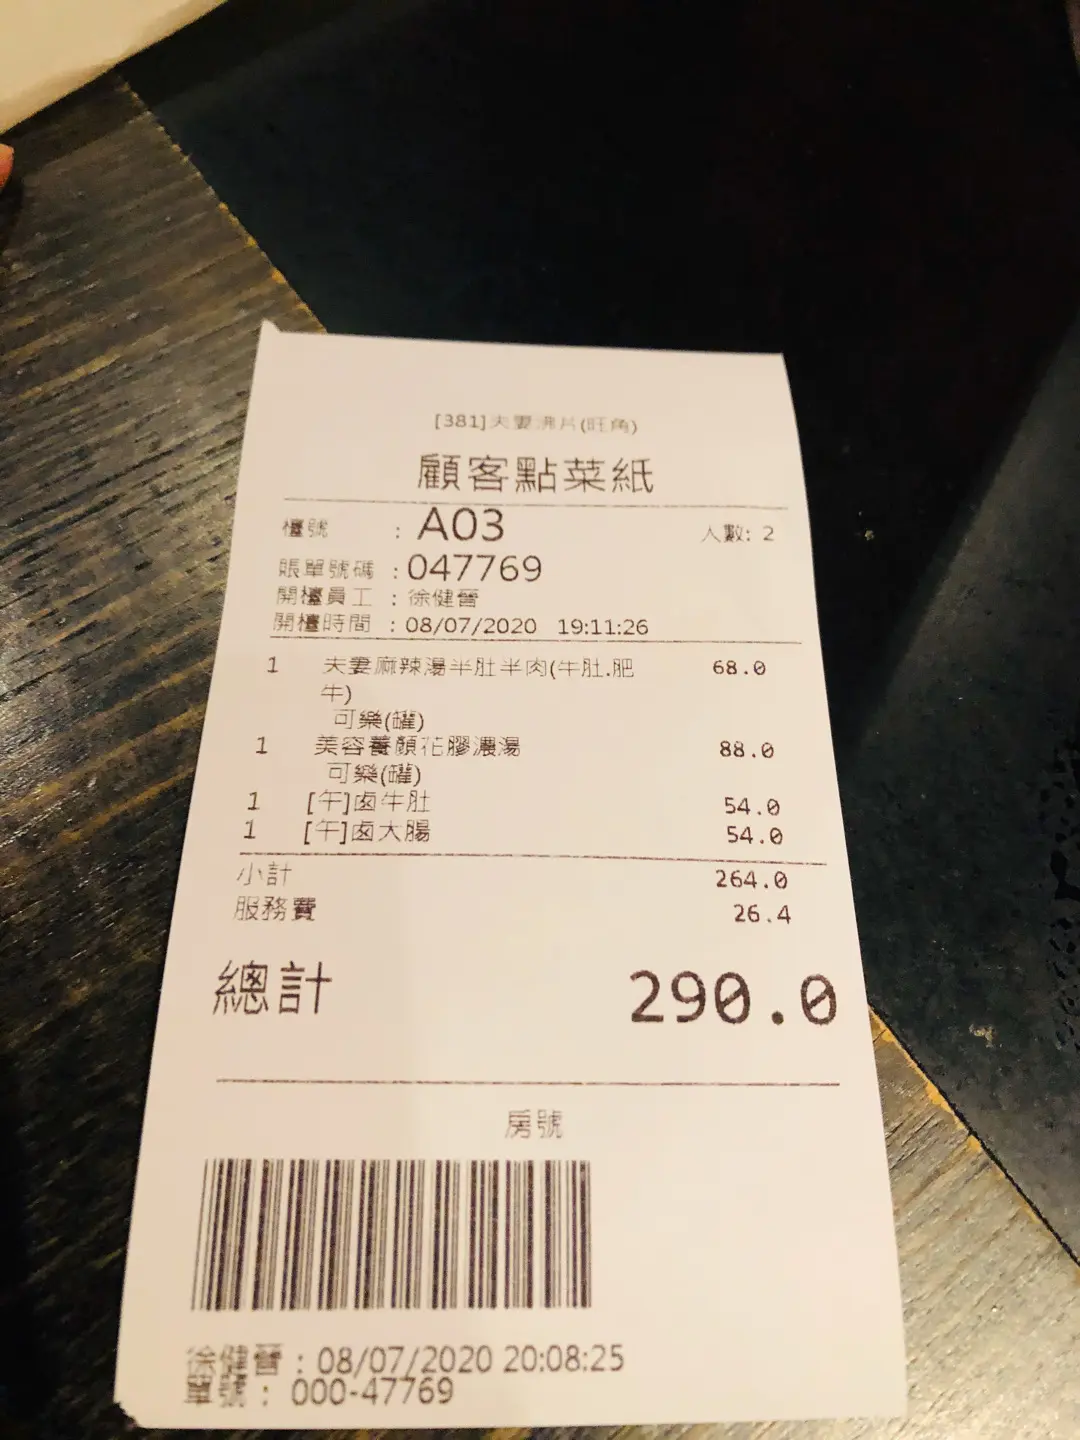 [381]夫妻沸片(旺角)
顧客點菜紙
檯號 : A03 人數: 2
賬單號碼 : 047769
開檯員工 : 徐健晉
開檯時間 : 08/07/2020 19:11:26
1 夫妻麻辣湯半肚半肉(牛肚.肥 68.0
牛)
可樂(罐)
1 美容養顏花膠濃湯 88.0
可樂(罐)
1 [午]鹵牛肚 54.0
1 [午]鹵大腸 54.0
小計 264.0
服務費 26.4
總計 290.0
房號
徐健晉 : 08/07/2020 20:08:25
單號 : 000-47769